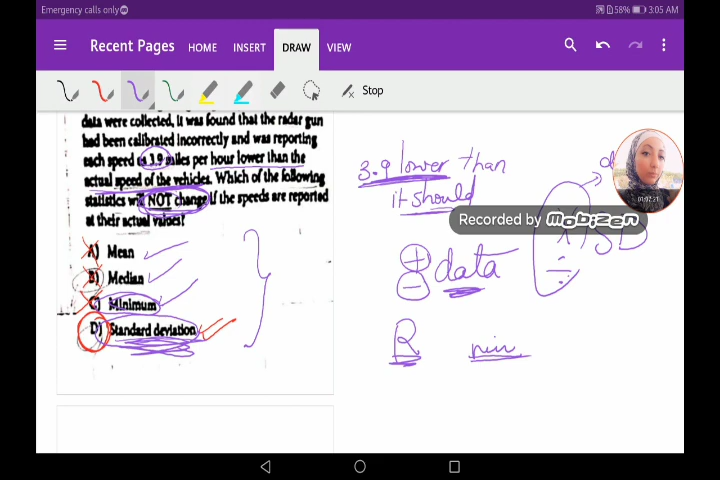 Emergency calls only
58% 3:05 AM
Recent Pages HOME INSERT DRAW VIEW
Stop
data were collected, it was found that the radar gun
had been calibrated incorrectly and was reporting
each speed as 3.9 miles per hour lower than the
actual speed of the vehicles. Which of the following
statistics will NOT change if the speeds are reported
at their actual values?
A) Mean
B) Median
C) Minimum
D) Standard deviation
3.9 lower than
it should
Recorded by MOBIZEN
01:07:21
SD
+ data
−
R min